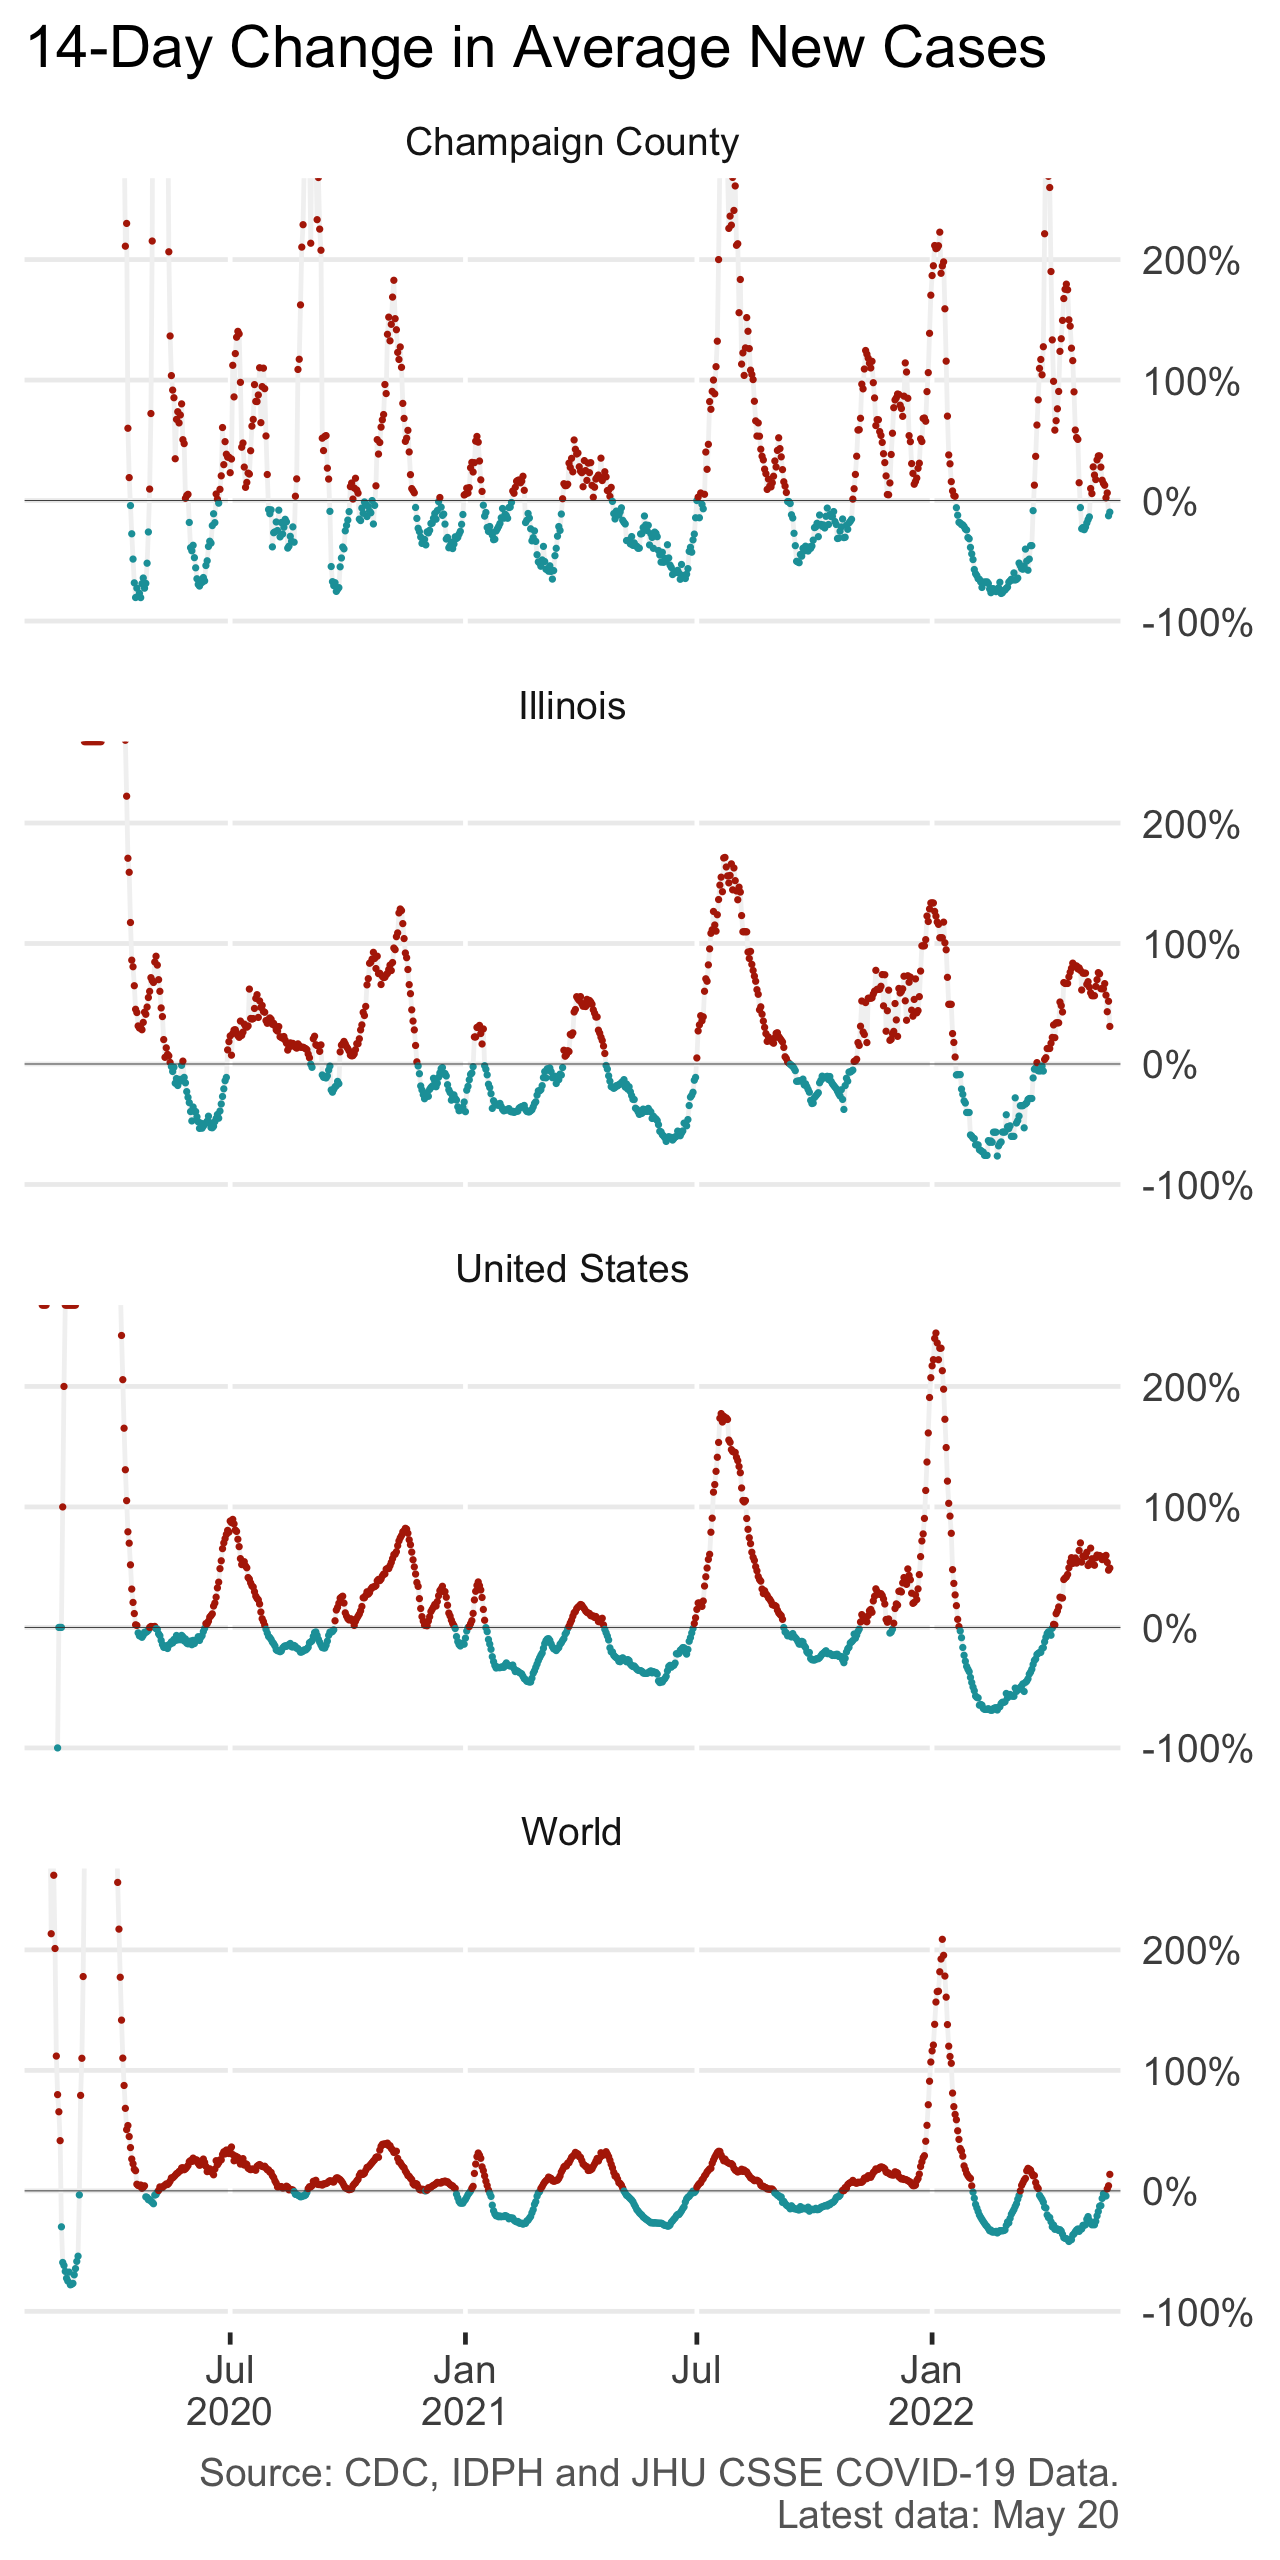 14-Day Change in Average New Cases
Champaign County
200%
100%
0%
-100%
Illinois
200%
100%
0%
-100%
United States
200%
100%
0%
-100%
World
200%
100%
0%
-100%
Jul Jan Jul Jan
2020 2021 2022
Source: CDC, IDPH and JHU CSSE COVID-19 Data.
Latest data: May 20